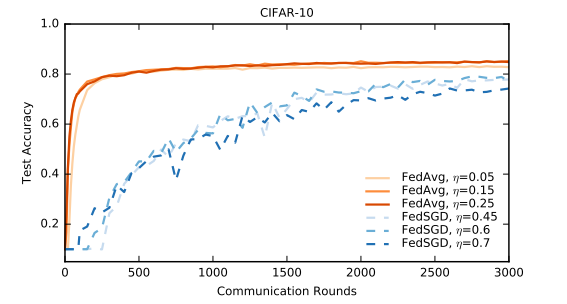 CIFAR-10
1.0
0.8
0.6
0.4
0.2
Test Accuracy
FedAvg, η=0.05
FedAvg, η=0.15
FedAvg, η=0.25
FedSGD, η=0.45
FedSGD, η=0.6
FedSGD, η=0.7
0 500 1000 1500 2000 2500 3000
Communication Rounds